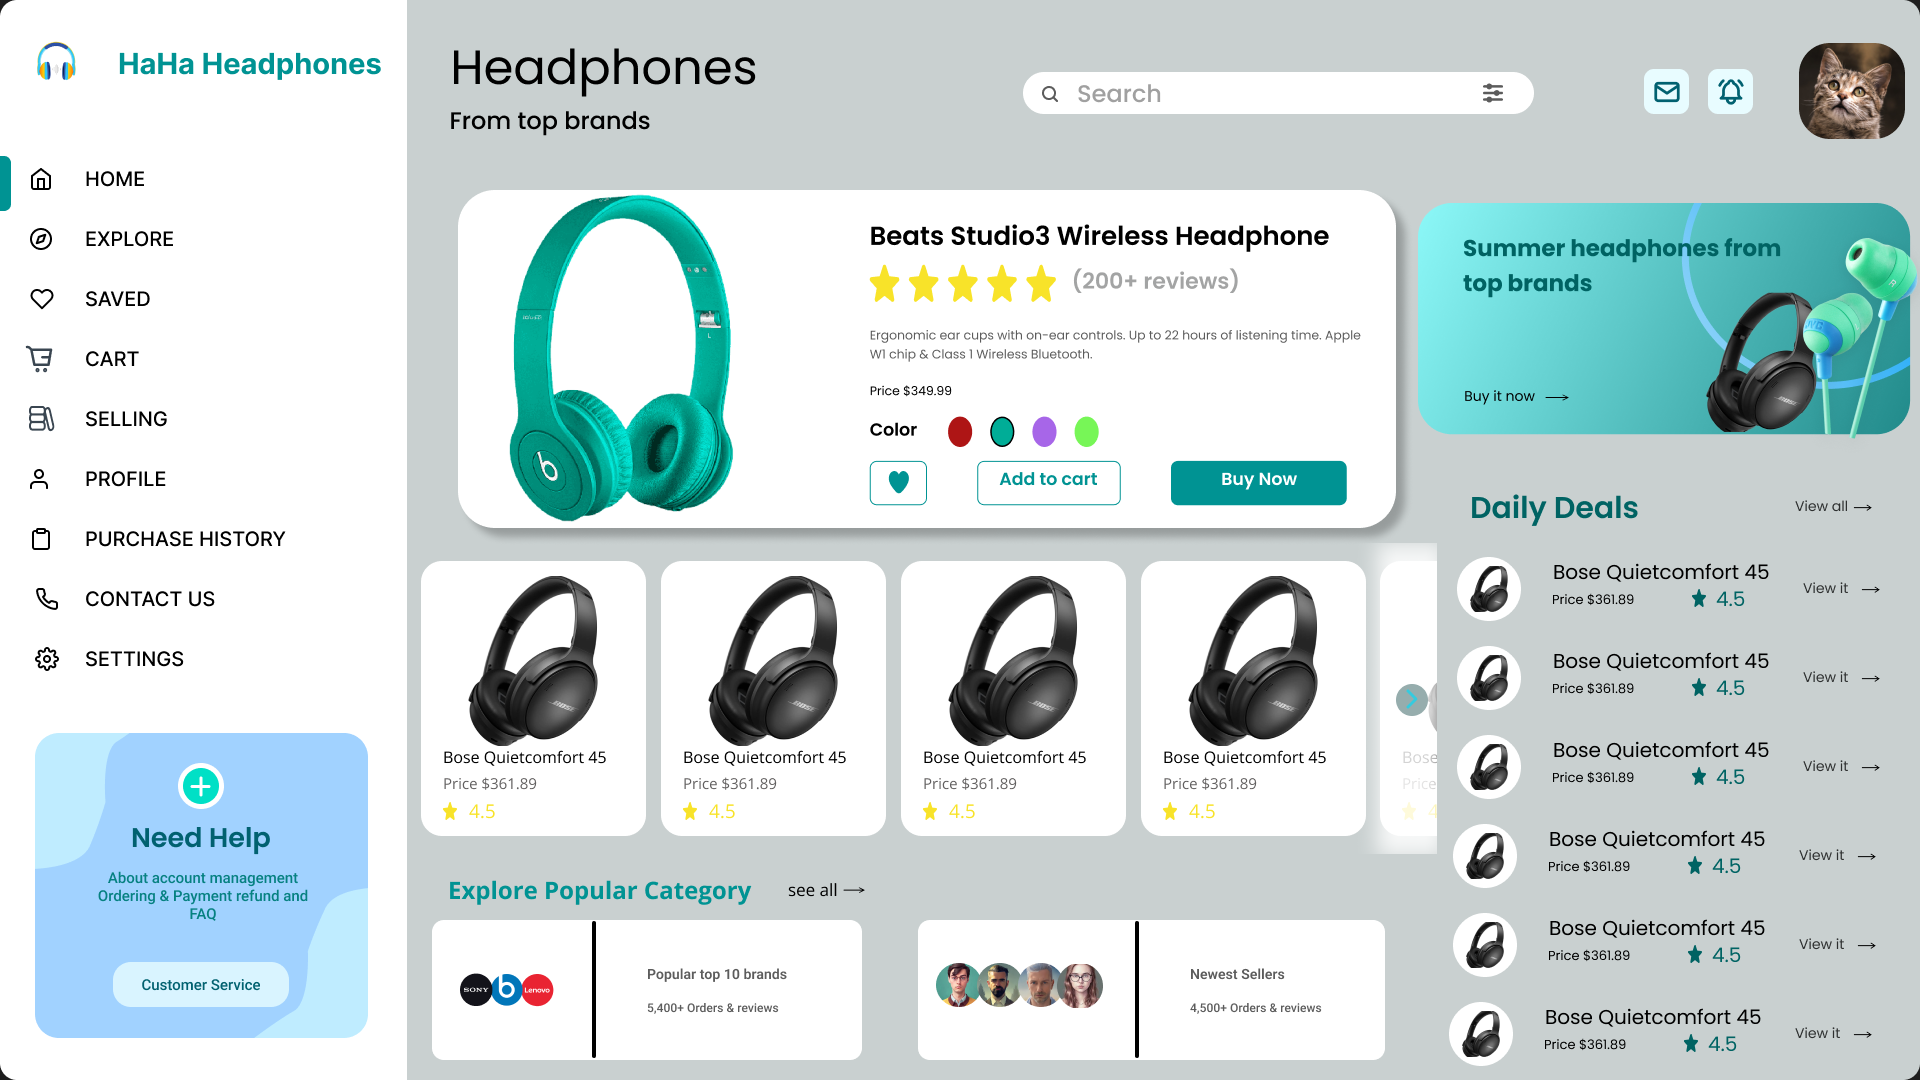 HaHa Headphones
HOME
EXPLORE
SAVED
CART
SELLING
PROFILE
PURCHASE HISTORY
CONTACT US
SETTINGS
Need Help
About account management
Ordering & Payment refund and
FAQ
Customer Service
Headphones
From top brands
Search
Beats Studio3 Wireless Headphone
(200+ reviews)
Ergonomic ear cups with on-ear controls. Up to 22 hours of listening time. Apple
W1 chip & Class 1 Wireless Bluetooth.
Price $349.99
Color
Add to cart
Buy Now
L
b
Summer headphones from
top brands
Buy it now
BOSE
R
Bose Quietcomfort 45
Price $361.89
4.5
BOSE
Bose Quietcomfort 45
Price $361.89
4.5
BOSE
Bose Quietcomfort 45
Price $361.89
4.5
BOSE
Bose Quietcomfort 45
Price $361.89
4.5
BOSE
Bose
Price
4
Explore Popular Category
see all
SONY
b
Lenovo
Popular top 10 brands
5,400+ Orders & reviews
Newest Sellers
4,500+ Orders & reviews
Daily Deals
View all
Bose Quietcomfort 45
Price $361.89
4.5
View it
Bose Quietcomfort 45
Price $361.89
4.5
View it
Bose Quietcomfort 45
Price $361.89
4.5
View it
Bose Quietcomfort 45
Price $361.89
4.5
View it
Bose Quietcomfort 45
Price $361.89
4.5
View it
Bose Quietcomfort 45
Price $361.89
4.5
View it